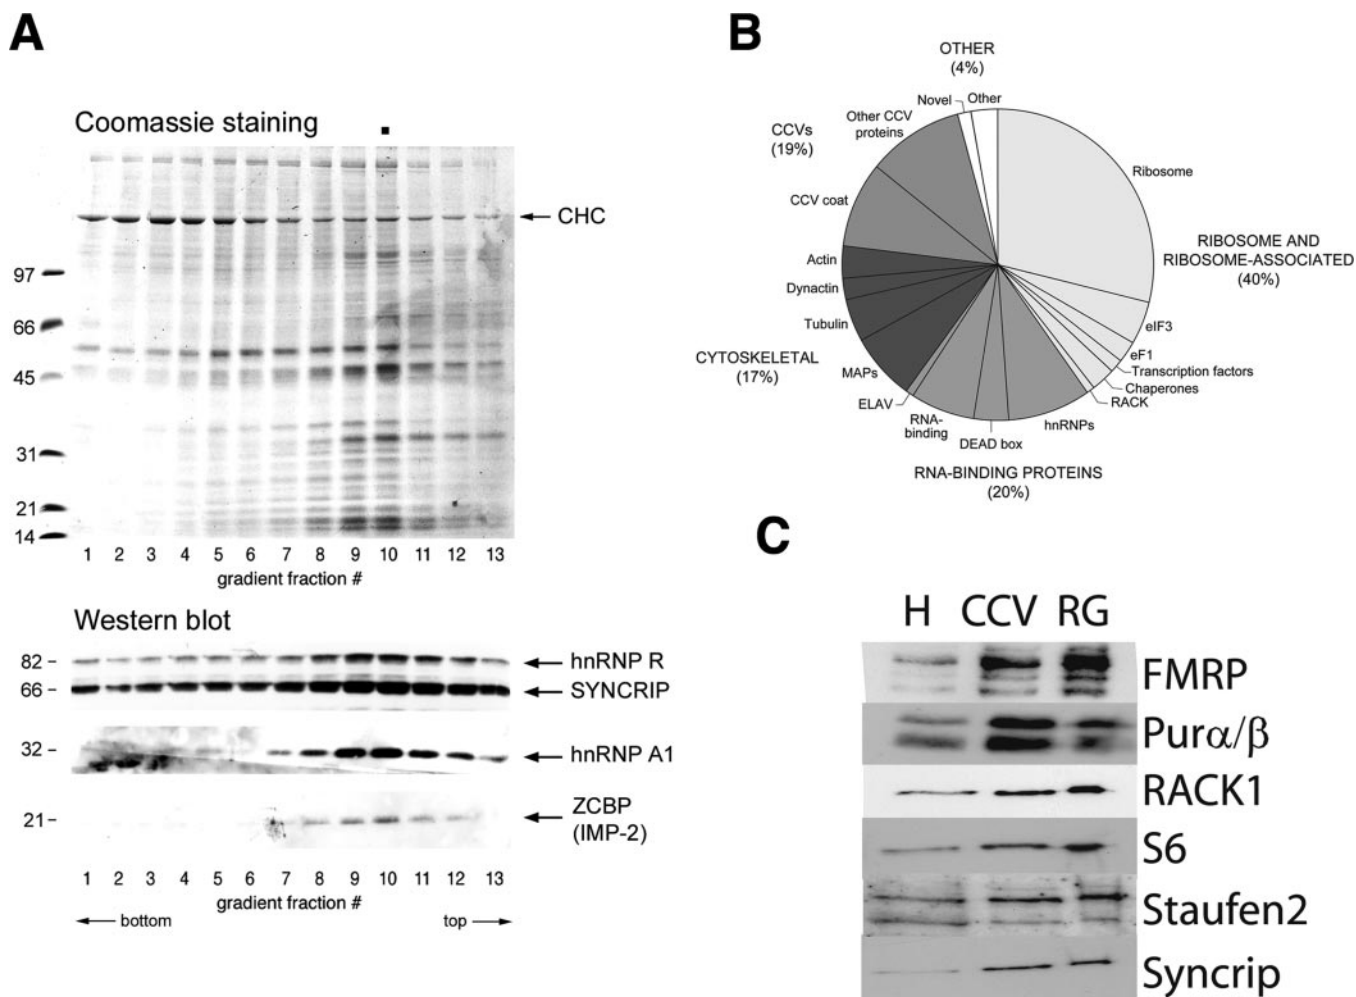 A
Coomassie staining
CHC
97
66
45
31
21
14
1 2 3 4 5 6 7 8 9 10 11 12 13
gradient fraction #
Western blot
82
hnRNP R
66
SYNCRIP
32
hnRNP A1
21
ZCBP
(IMP-2)
1 2 3 4 5 6 7 8 9 10 11 12 13
gradient fraction #
bottom
top
B
OTHER
(4%)
Novel
Other
Other CCV
proteins
CCVs
(19%)
CCV coat
Ribosome
RIBOSOME AND
RIBOSOME-ASSOCIATED
(40%)
Actin
Dynactin
Tubulin
CYTOSKELETAL
(17%)
MAPs
ELAV
RNA-
binding
DEAD box
hnRNPs
RACK
Chaperones
Transcription factors
eF1
eIF3
RNA-BINDING PROTEINS
(20%)
C
H CCV RG
FMRP
Purα/β
RACK1
S6
Staufen2
Syncrip